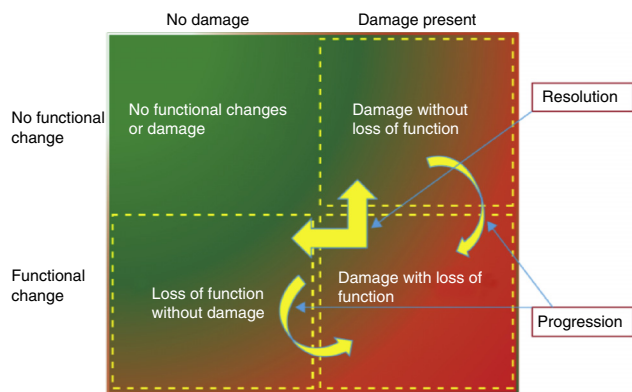 No damage
Damage present
No functional
change
No functional changes
or damage
Damage without
loss of function
Resolution
Functional
change
Loss of function
without damage
Damage with loss of
function
Progression